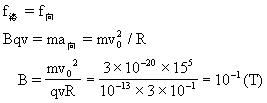 f洛 = f向
Bqv = ma向 = mv₀² / R
B = mv₀² / qvR = 3×10⁻²⁰ × 15⁵ / 10⁻¹³ × 3×10⁻¹ = 10⁻¹(T)